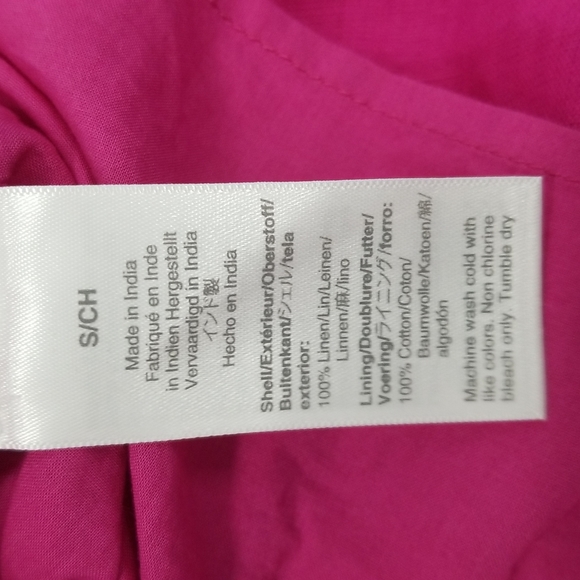 S/CH
Made in India
Fabriqué en Inde
in Indien Hergestellt
Vervaardigd in India
インド製
Hecho en India
Shell/Extérieur/Oberstoff/
Buitenkant/シェル/tela
exterior:
100% Linen/Lin/Leinen/
Linnen/麻/lino
Lining/Doublure/Futter/
Voering/ライニング/forro:
100% Cotton/Coton/
Baumwolle/Katoen/綿/
algodón
Machine wash cold with
like colors. Non chlorine
bleach only. Tumble dry